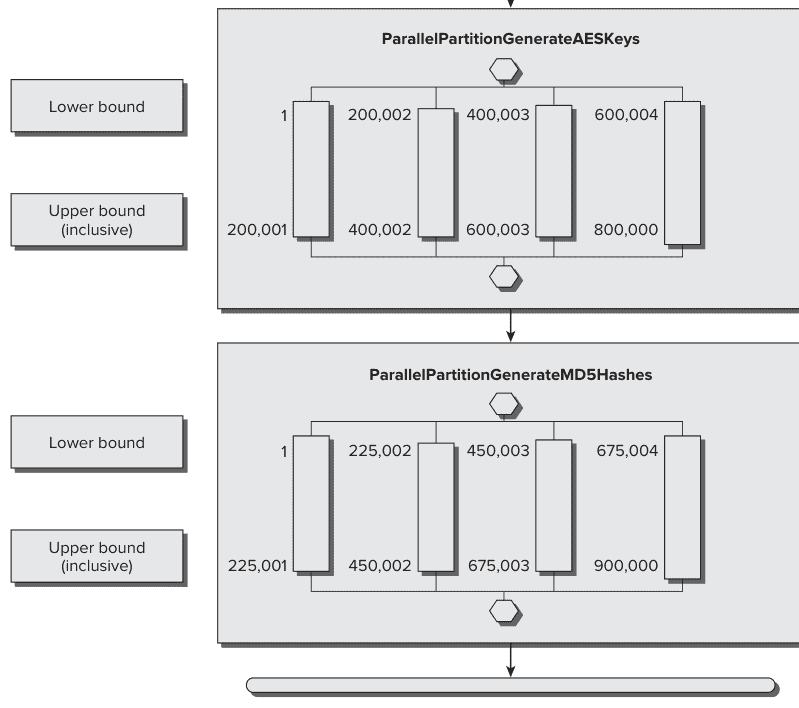 ParallelPartitionGenerateAESKeys
Lower bound
1 200,002 400,003 600,004
Upper bound
(inclusive)
200,001 400,002 600,003 800,000
ParallelPartitionGenerateMD5Hashes
Lower bound
1 225,002 450,003 675,004
Upper bound
(inclusive)
225,001 450,002 675,003 900,000